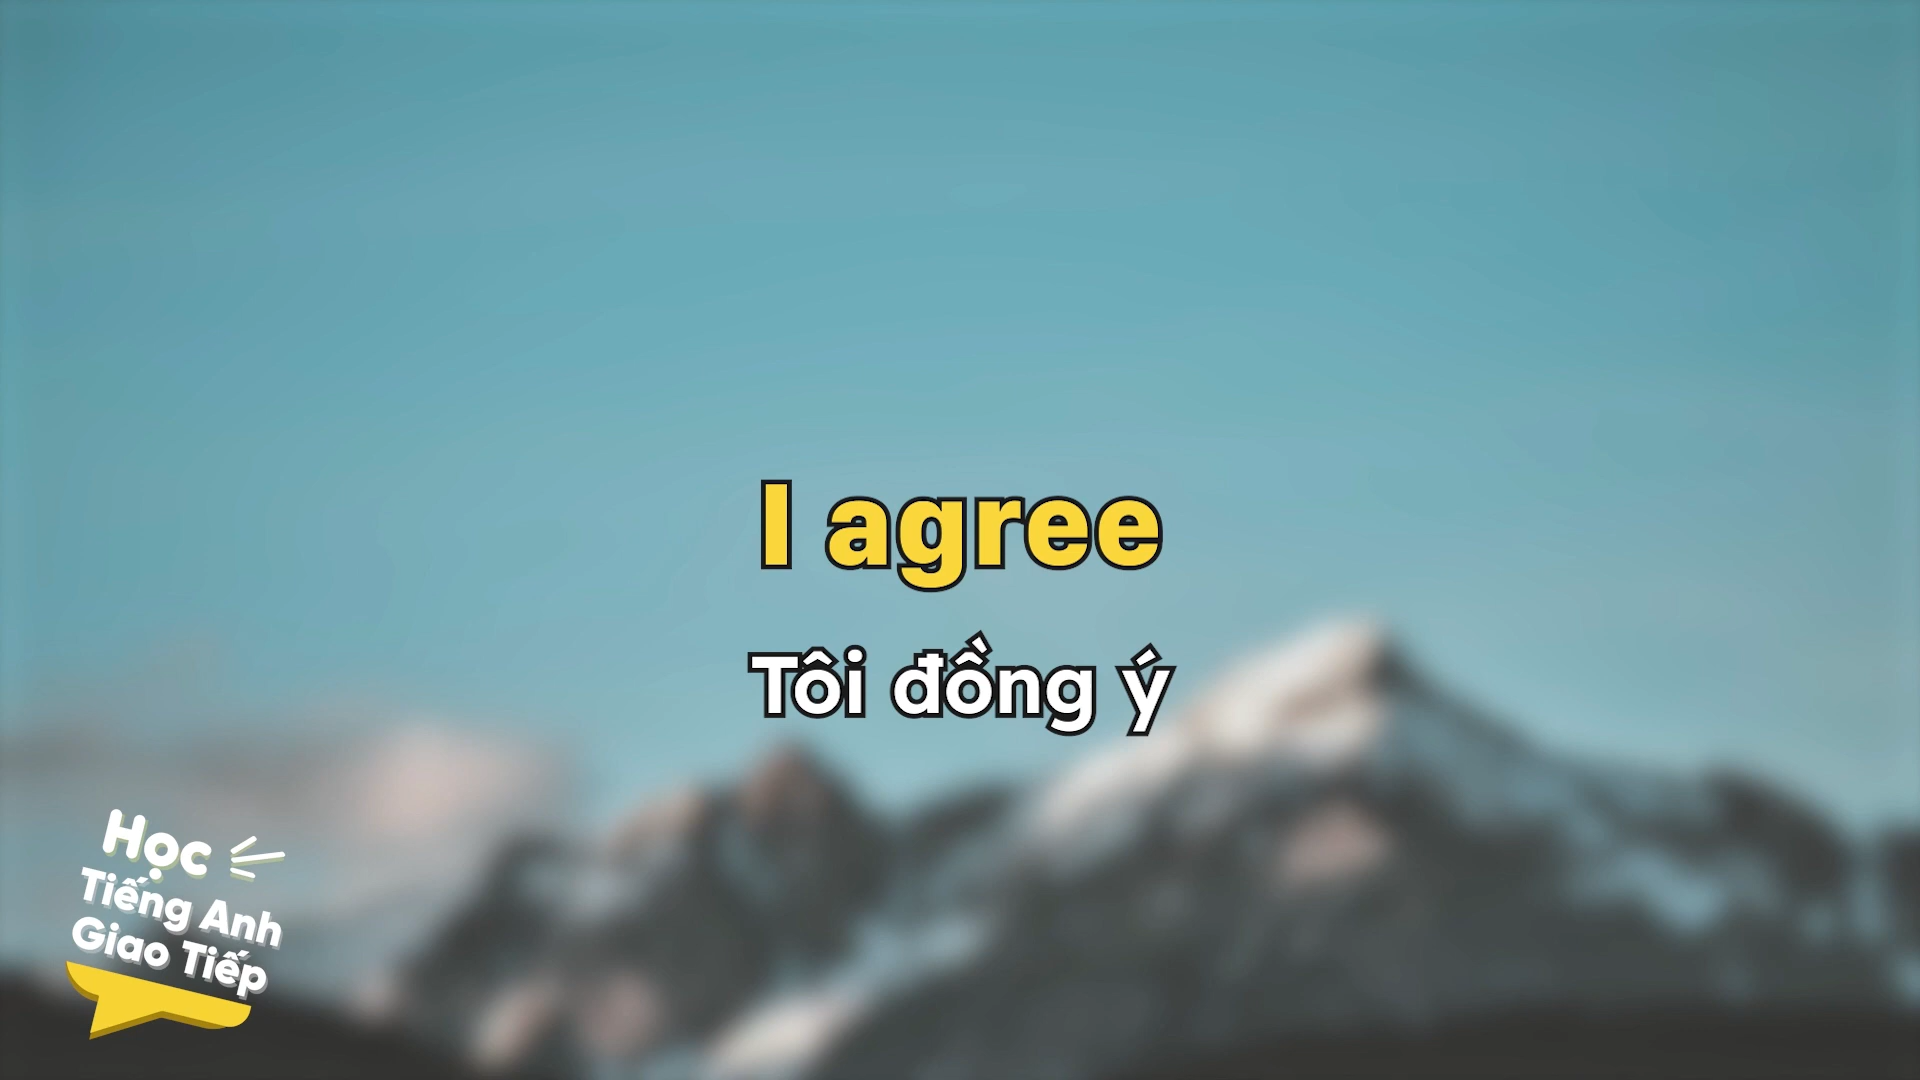 I agree
Tôi đồng ý
Học
Tiếng Anh
Giao Tiếp